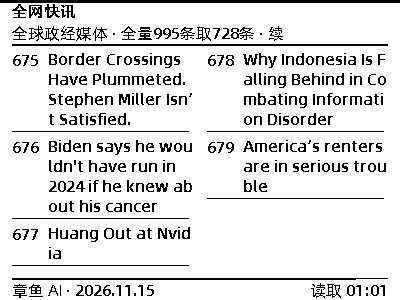 全网快讯
全球政经媒体 · 全量995条取728条 · 续
675 Border Crossings
Have Plummeted.
Stephen Miller Isn’
t Satisfied.
676 Biden says he wou
ldn't have run in
2024 if he knew ab
out his cancer
677 Huang Out at Nvid
ia
678 Why Indonesia Is F
alling Behind in Co
mbating Informati
on Disorder
679 America’s renters
are in serious trou
ble
章鱼 AI · 2026.11.15
读取 01:01